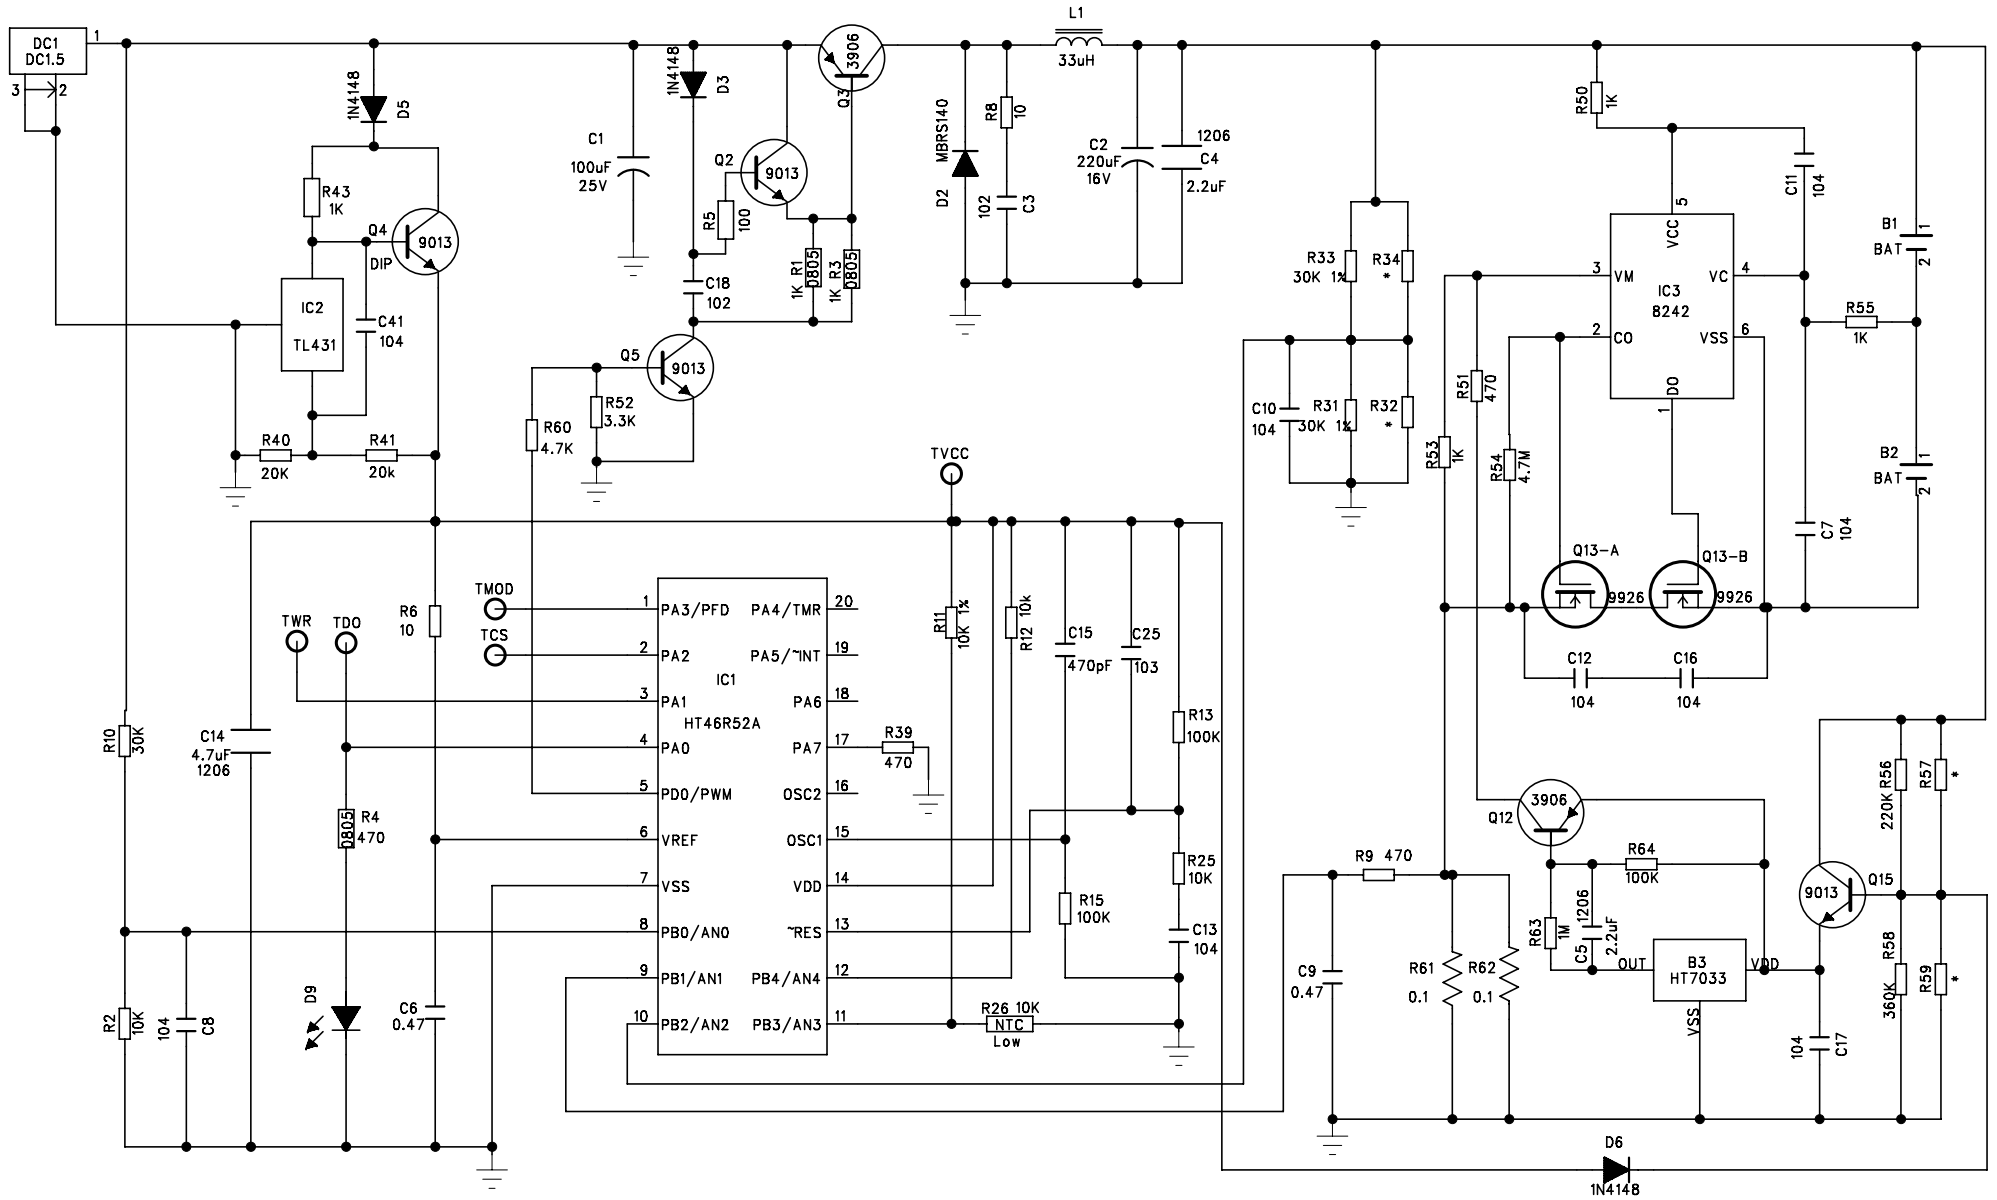 DC1
DC1.5
1
3
2
1N4148
D5
R43
1K
Q4
DIP
9013
IC2
TL431
C41
104
R40
20K
R41
20k
C1
100uF
25V
1N4148
D3
Q2
9013
R5
100
C18
102
Q5
9013
R52
3.3K
R60
4.7K
3906
Q3
1K R1
0805
1K R3
0805
MBRS140
D2
R8
10
102
C3
L1
33uH
C2
220uF
16V
1206
C4
2.2uF
R33
30K 1%
R34
*
C10
104
R31
30K 1%
R32
*
R50
1K
C11
104
5
VCC
3
VM
VC
4
IC3
8242
2
CO
VSS
6
DO
1
R55
1K
B1
BAT
1
2
B2
BAT
1
2
C7
104
R51
470
R53
1K
R54
4.7M
Q13-A
9926
Q13-B
9926
C12
104
C16
104
TVCC
TMOD
TCS
TWR
TDO
R6
10
1
PA3/PFD
PA4/TMR
20
2
PA2
PA5/~INT
19
3
PA1
PA6
18
4
PA0
PA7
17
5
PD0/PWM
OSC2
16
6
VREF
OSC1
15
7
VSS
VDD
14
8
PB0/AN0
~RES
13
9
PB1/AN1
PB4/AN4
12
10
PB2/AN2
PB3/AN3
11
IC1
HT46R52A
R39
470
R11
10K 1%
R12 10k
C15
470pF
C25
103
R13
100K
R25
10K
R15
100K
C13
104
R26 10K
NTC
Low
R10
30K
C14
4.7uF
1206
R4
0805
470
D9
R2
10K
104
C8
C6
0.47
R9 470
C9
0.47
R61
0.1
R62
0.1
3906
Q12
R64
100K
R63
1M
C5
1206
2.2uF
OUT
B3
HT7033
VDD
VSS
9013
Q15
R56
220K
R57
*
R58
360K
R59
*
104
C17
D6
1N4148